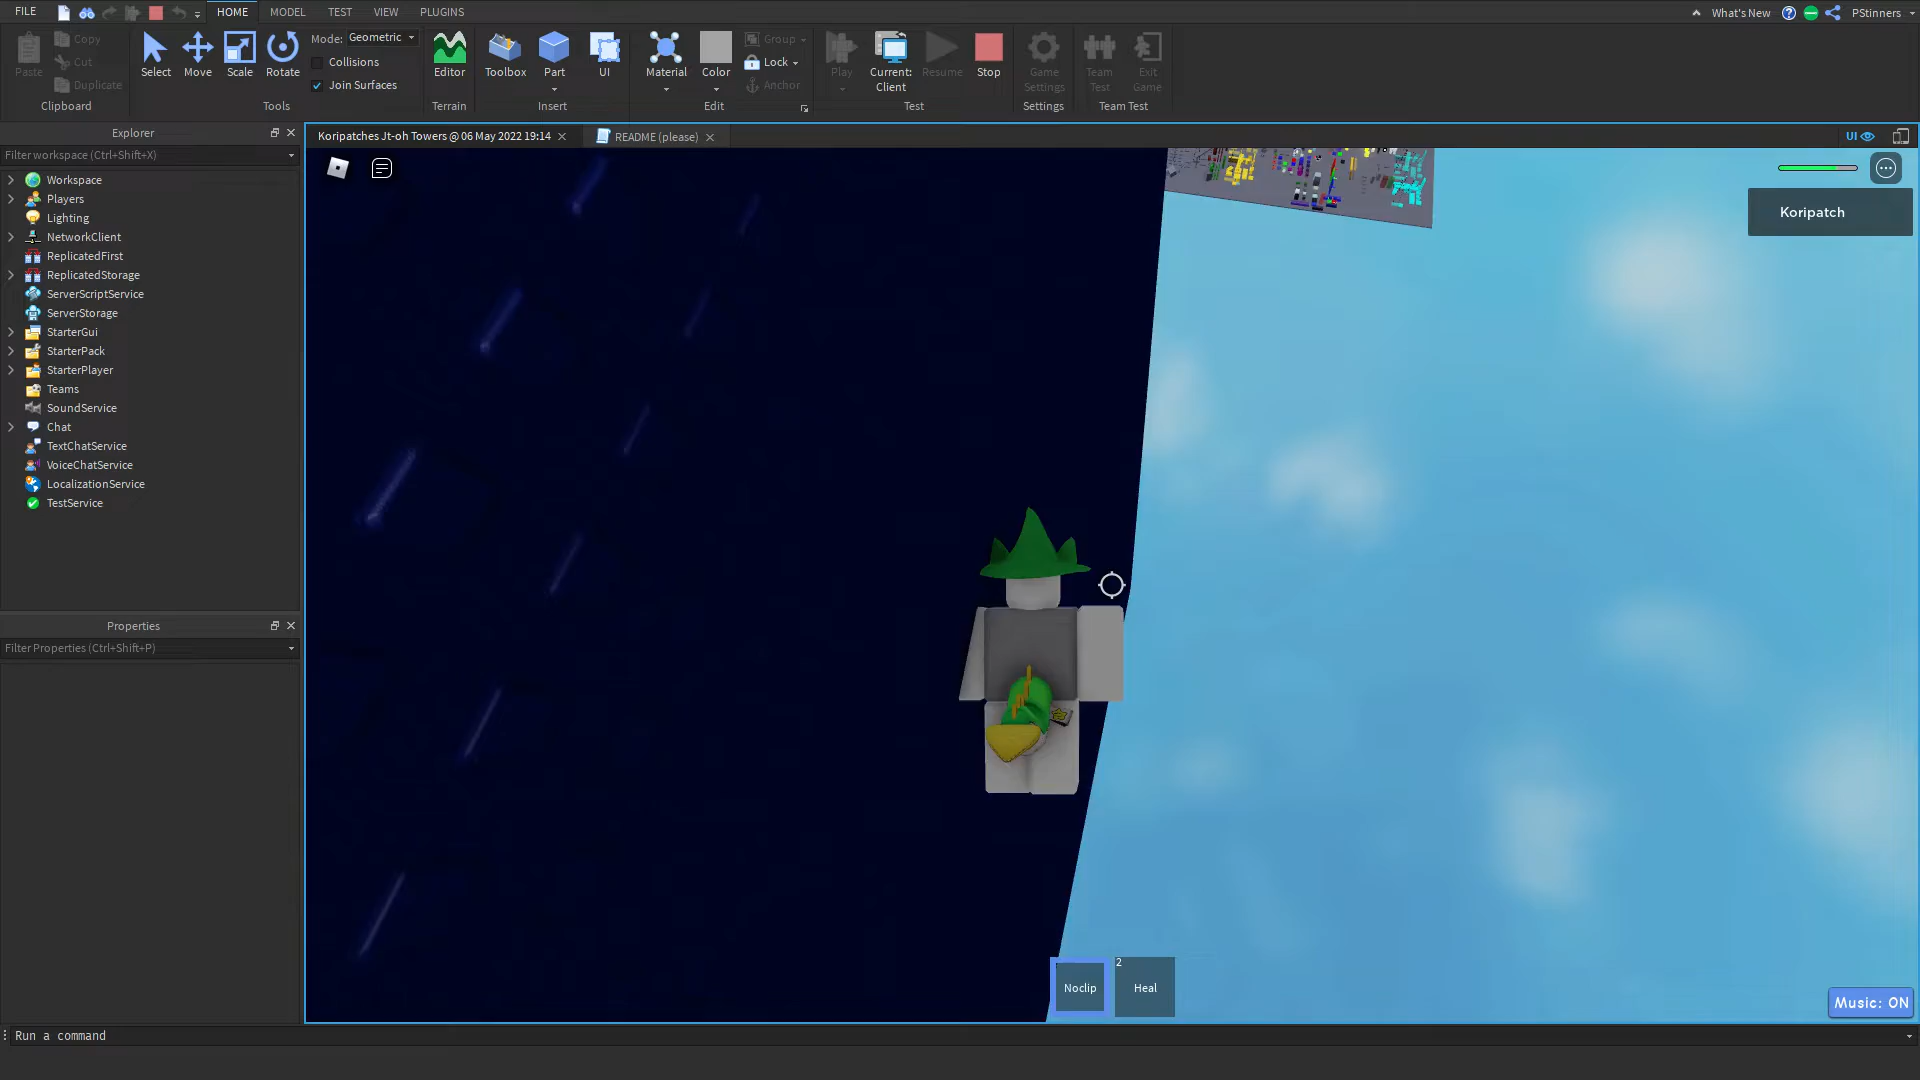 FILE
HOME
MODEL
TEST
VIEW
PLUGINS
What's New
PStinners
Paste
Copy
Cut
Duplicate
Clipboard
Select
Move
Scale
Rotate
Mode:
Geometric
Collisions
Join Surfaces
Tools
Editor
Terrain
Toolbox
Part
UI
Insert
Material
Color
Group
Lock
Anchor
Edit
Play
Current:
Client
Resume
Stop
Test
Game
Settings
Settings
Team
Test
Exit
Game
Team Test
Explorer
Koripatches Jt-oh Towers @ 06 May 2022 19:14
README (please)
UI
Filter workspace (Ctrl+Shift+X)
Workspace
Players
Lighting
NetworkClient
ReplicatedFirst
ReplicatedStorage
ServerScriptService
ServerStorage
StarterGui
StarterPack
StarterPlayer
Teams
SoundService
Chat
TextChatService
VoiceChatService
LocalizationService
TestService
Koripatch
Properties
Filter Properties (Ctrl+Shift+P)
Noclip
2
Heal
Music: ON
Run a command